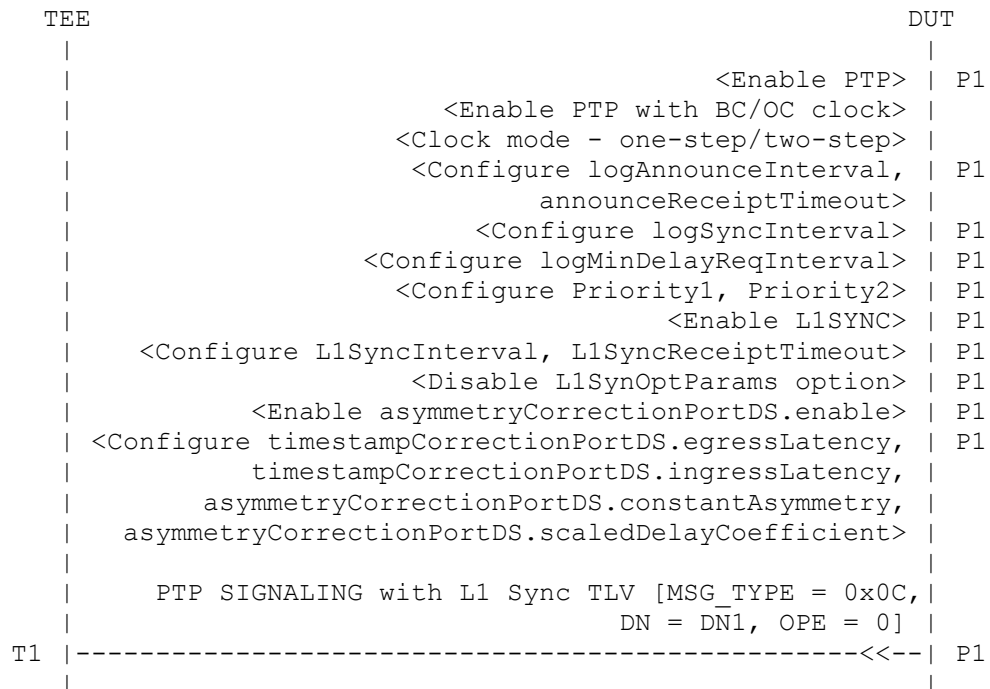 TEE DUT
<Enable PTP> | P1
<Enable PTP with BC/OC clock> |
<Clock mode - one-step/two-step> |
<Configure logAnnounceInterval, | P1
announceReceiptTimeout> |
<Configure logSyncInterval> | P1
<Configure logMinDelayReqInterval> | P1
<Configure Priority1, Priority2> | P1
<Enable L1SYNC> | P1
<Configure L1SyncInterval, L1SyncReceiptTimeout> | P1
<Disable L1SynOptParams option> | P1
<Enable asymmetryCorrectionPortDS.enable> | P1
<Configure timestampCorrectionPortDS.egressLatency, | P1
timestampCorrectionPortDS.ingressLatency, |
asymmetryCorrectionPortDS.constantAsymmetry, |
asymmetryCorrectionPortDS.scaledDelayCoefficient> |
PTP SIGNALING with L1 Sync TLV [MSG_TYPE = 0x0C, |
DN = DN1, OPE = 0] |
T1 |-------------------------------------------------<<--| P1